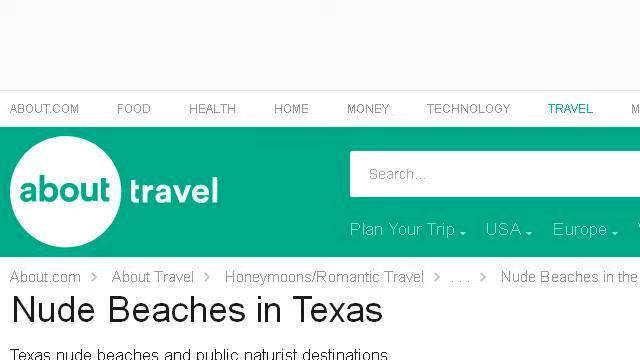 ABOUT.COM FOOD HEALTH HOME MONEY TECHNOLOGY TRAVEL M
about travel
Search...
Plan Your Trip USA Europe
About.com > About Travel > Honeymoons/Romantic Travel > . . . > Nude Beaches in the
Nude Beaches in Texas
Texas nude beaches and public naturist destinations